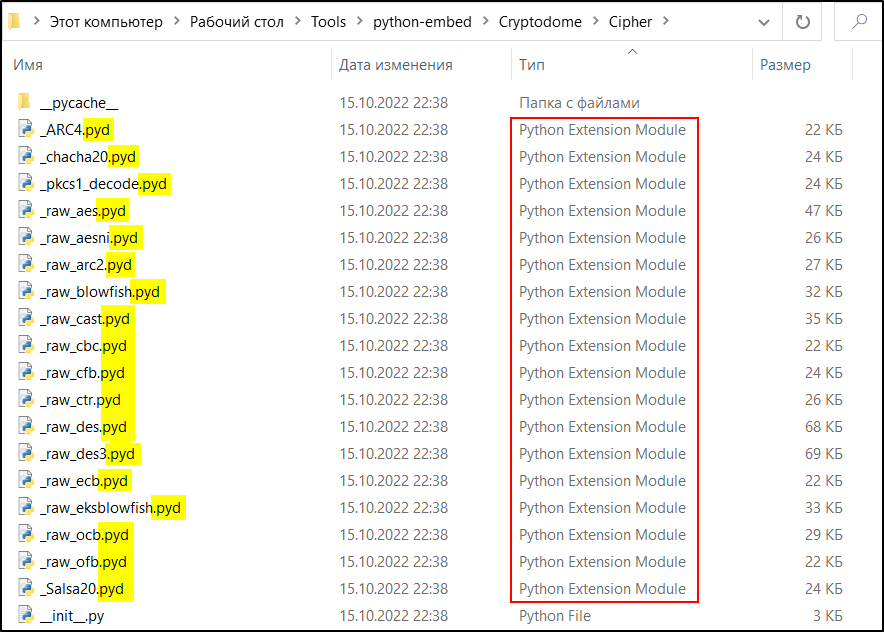 Этот компьютер > Рабочий стол > Tools > python-embed > Cryptodome > Cipher >
Имя Дата изменения Тип Размер
__pycache__ 15.10.2022 22:38 Папка с файлами
_ARC4.pyd 15.10.2022 22:38 Python Extension Module 22 КБ
_chacha20.pyd 15.10.2022 22:38 Python Extension Module 24 КБ
_pkcs1_decode.pyd 15.10.2022 22:38 Python Extension Module 24 КБ
_raw_aes.pyd 15.10.2022 22:38 Python Extension Module 47 КБ
_raw_aesni.pyd 15.10.2022 22:38 Python Extension Module 26 КБ
_raw_arc2.pyd 15.10.2022 22:38 Python Extension Module 27 КБ
_raw_blowfish.pyd 15.10.2022 22:38 Python Extension Module 32 КБ
_raw_cast.pyd 15.10.2022 22:38 Python Extension Module 35 КБ
_raw_cbc.pyd 15.10.2022 22:38 Python Extension Module 22 КБ
_raw_cfb.pyd 15.10.2022 22:38 Python Extension Module 24 КБ
_raw_ctr.pyd 15.10.2022 22:38 Python Extension Module 26 КБ
_raw_des.pyd 15.10.2022 22:38 Python Extension Module 68 КБ
_raw_des3.pyd 15.10.2022 22:38 Python Extension Module 69 КБ
_raw_ecb.pyd 15.10.2022 22:38 Python Extension Module 22 КБ
_raw_eksblowfish.pyd 15.10.2022 22:38 Python Extension Module 33 КБ
_raw_ocb.pyd 15.10.2022 22:38 Python Extension Module 29 КБ
_raw_ofb.pyd 15.10.2022 22:38 Python Extension Module 22 КБ
_Salsa20.pyd 15.10.2022 22:38 Python Extension Module 24 КБ
__init__.py 15.10.2022 22:38 Python File 3 КБ